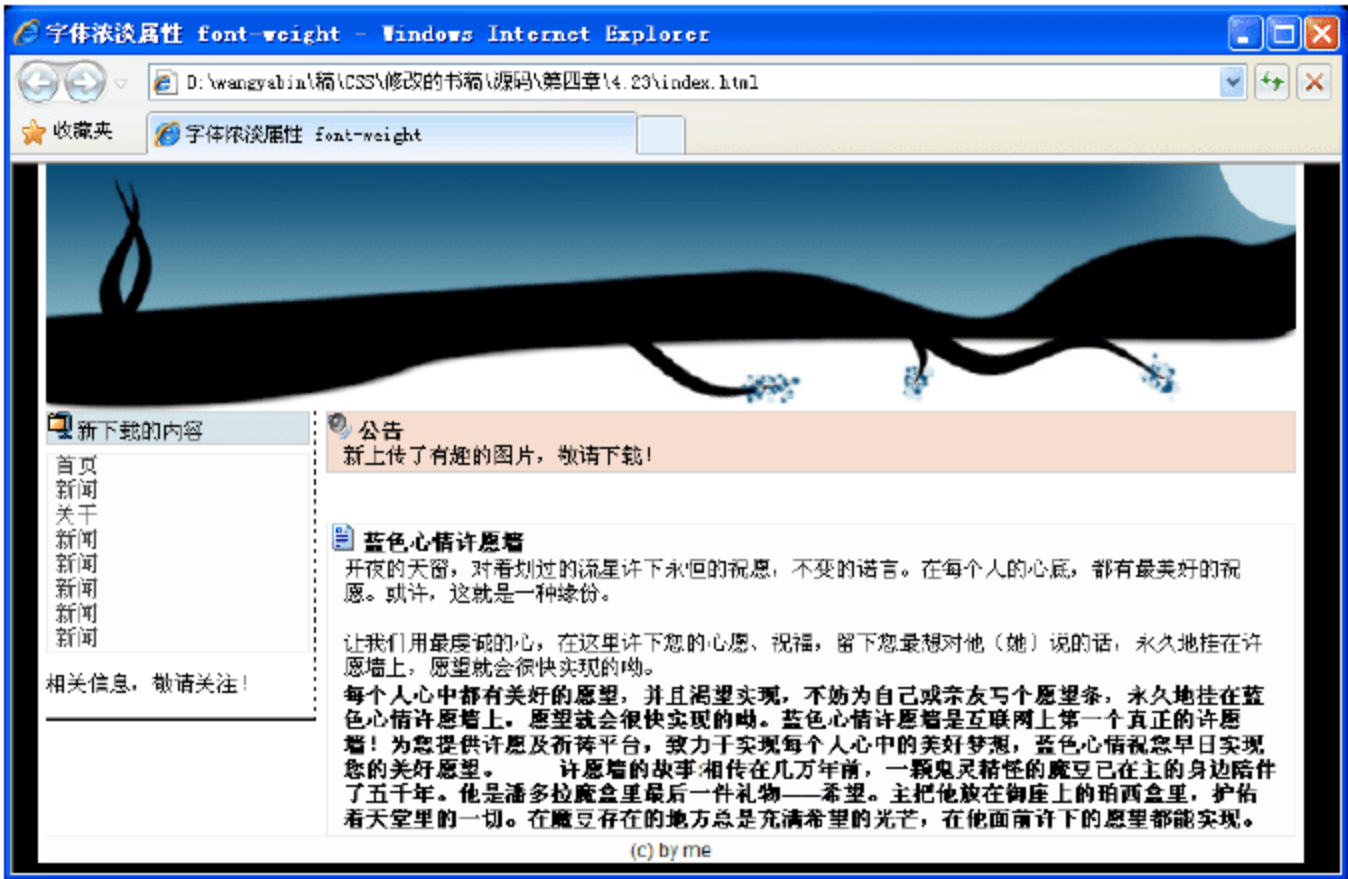 字体浓淡属性 font-weight - Windows Internet Explorer
D:\wangyabin\稿\CSS\修改的书稿\源码\第四章\4.23\index.html
收藏夹
字体浓淡属性 font-weight
新下载的内容
首页
新闻
关于
新闻
新闻
新闻
新闻
新闻
相关信息，敬请关注！
公告
新上传了有趣的图片，敬请下载！
蓝色心情许愿墙
开夜的天窗，对着划过的流星许下永恒的祝愿，不变的诺言。在每个人的心底，都有最美好的祝
愿。或许，这就是一种缘份。
让我们用最虔诚的心，在这里许下您的心愿、祝福，留下您最想对他（她）说的话，永久地挂在许
愿墙上，愿望就会很快实现的呦。
每个人心中都有美好的愿望，并且渴望实现，不妨为自己或亲友写个愿望条，永久地挂在蓝
色心情许愿墙上。愿望就会很快实现的呦。蓝色心情许愿墙是互联网上第一个真正的许愿
墙！为您提供许愿及祈祷平台，致力于实现每个人心中的美好梦想，蓝色心情祝您早日实现
您的美好愿望。 许愿墙的故事:相传在几万年前，一颗鬼灵精怪的魔豆已在主的身边陪伴
了五千年。他是潘多拉魔盒里最后一件礼物——希望。主把他放在御座上的珀西盒里，护佑
着天堂里的一切。在魔豆存在的地方总是充满希望的光芒，在他面前许下的愿望都能实现。
(c) by me